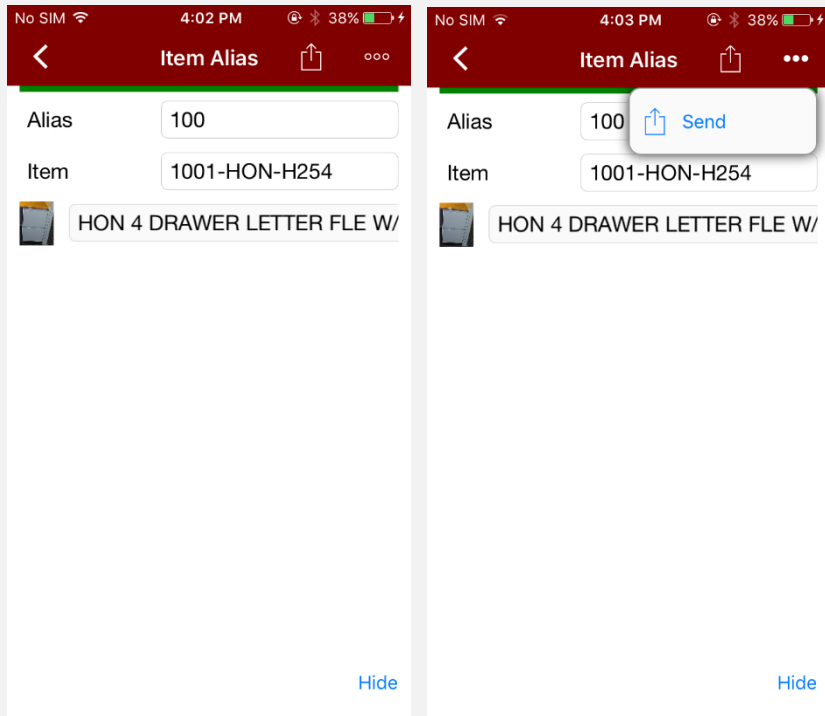 No SIM 4:02 PM 38%
Item Alias
Alias 100
Item 1001-HON-H254
HON 4 DRAWER LETTER FLE W/
Hide
No SIM 4:03 PM 38%
Item Alias
Send
Alias 100
Item 1001-HON-H254
HON 4 DRAWER LETTER FLE W/
Hide